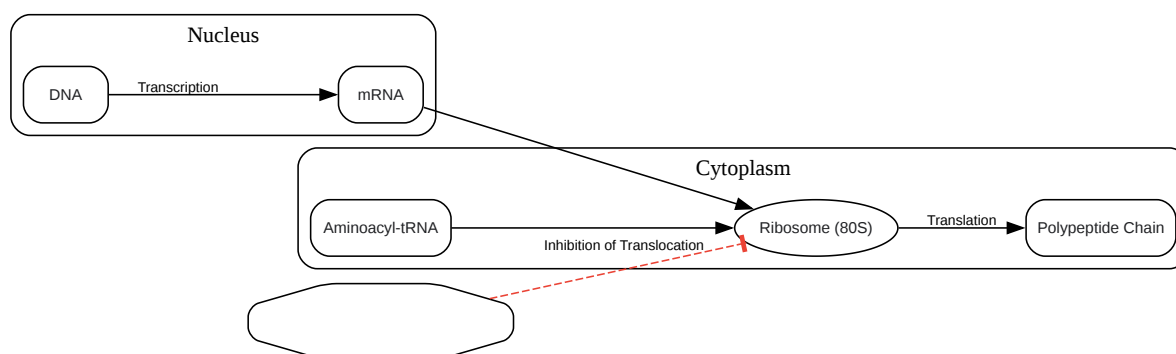 Nucleus
DNA
Transcription
mRNA
Cytoplasm
Aminoacyl-tRNA
Inhibition of Translocation
Ribosome (80S)
Translation
Polypeptide Chain